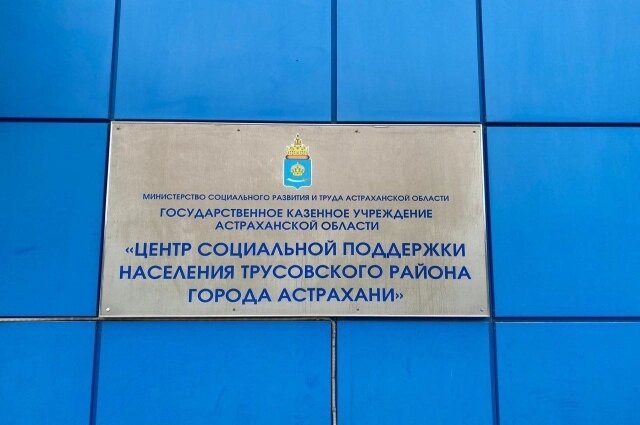 МИНИСТЕРСТВО СОЦИАЛЬНОГО РАЗВИТИЯ И ТРУДА АСТРАХАНСКОЙ ОБЛАСТИ
ГОСУДАРСТВЕННОЕ КАЗЕННОЕ УЧРЕЖДЕНИЕ
АСТРАХАНСКОЙ ОБЛАСТИ
«ЦЕНТР СОЦИАЛЬНОЙ ПОДДЕРЖКИ
НАСЕЛЕНИЯ ТРУСОВСКОГО РАЙОНА
ГОРОДА АСТРАХАНИ»